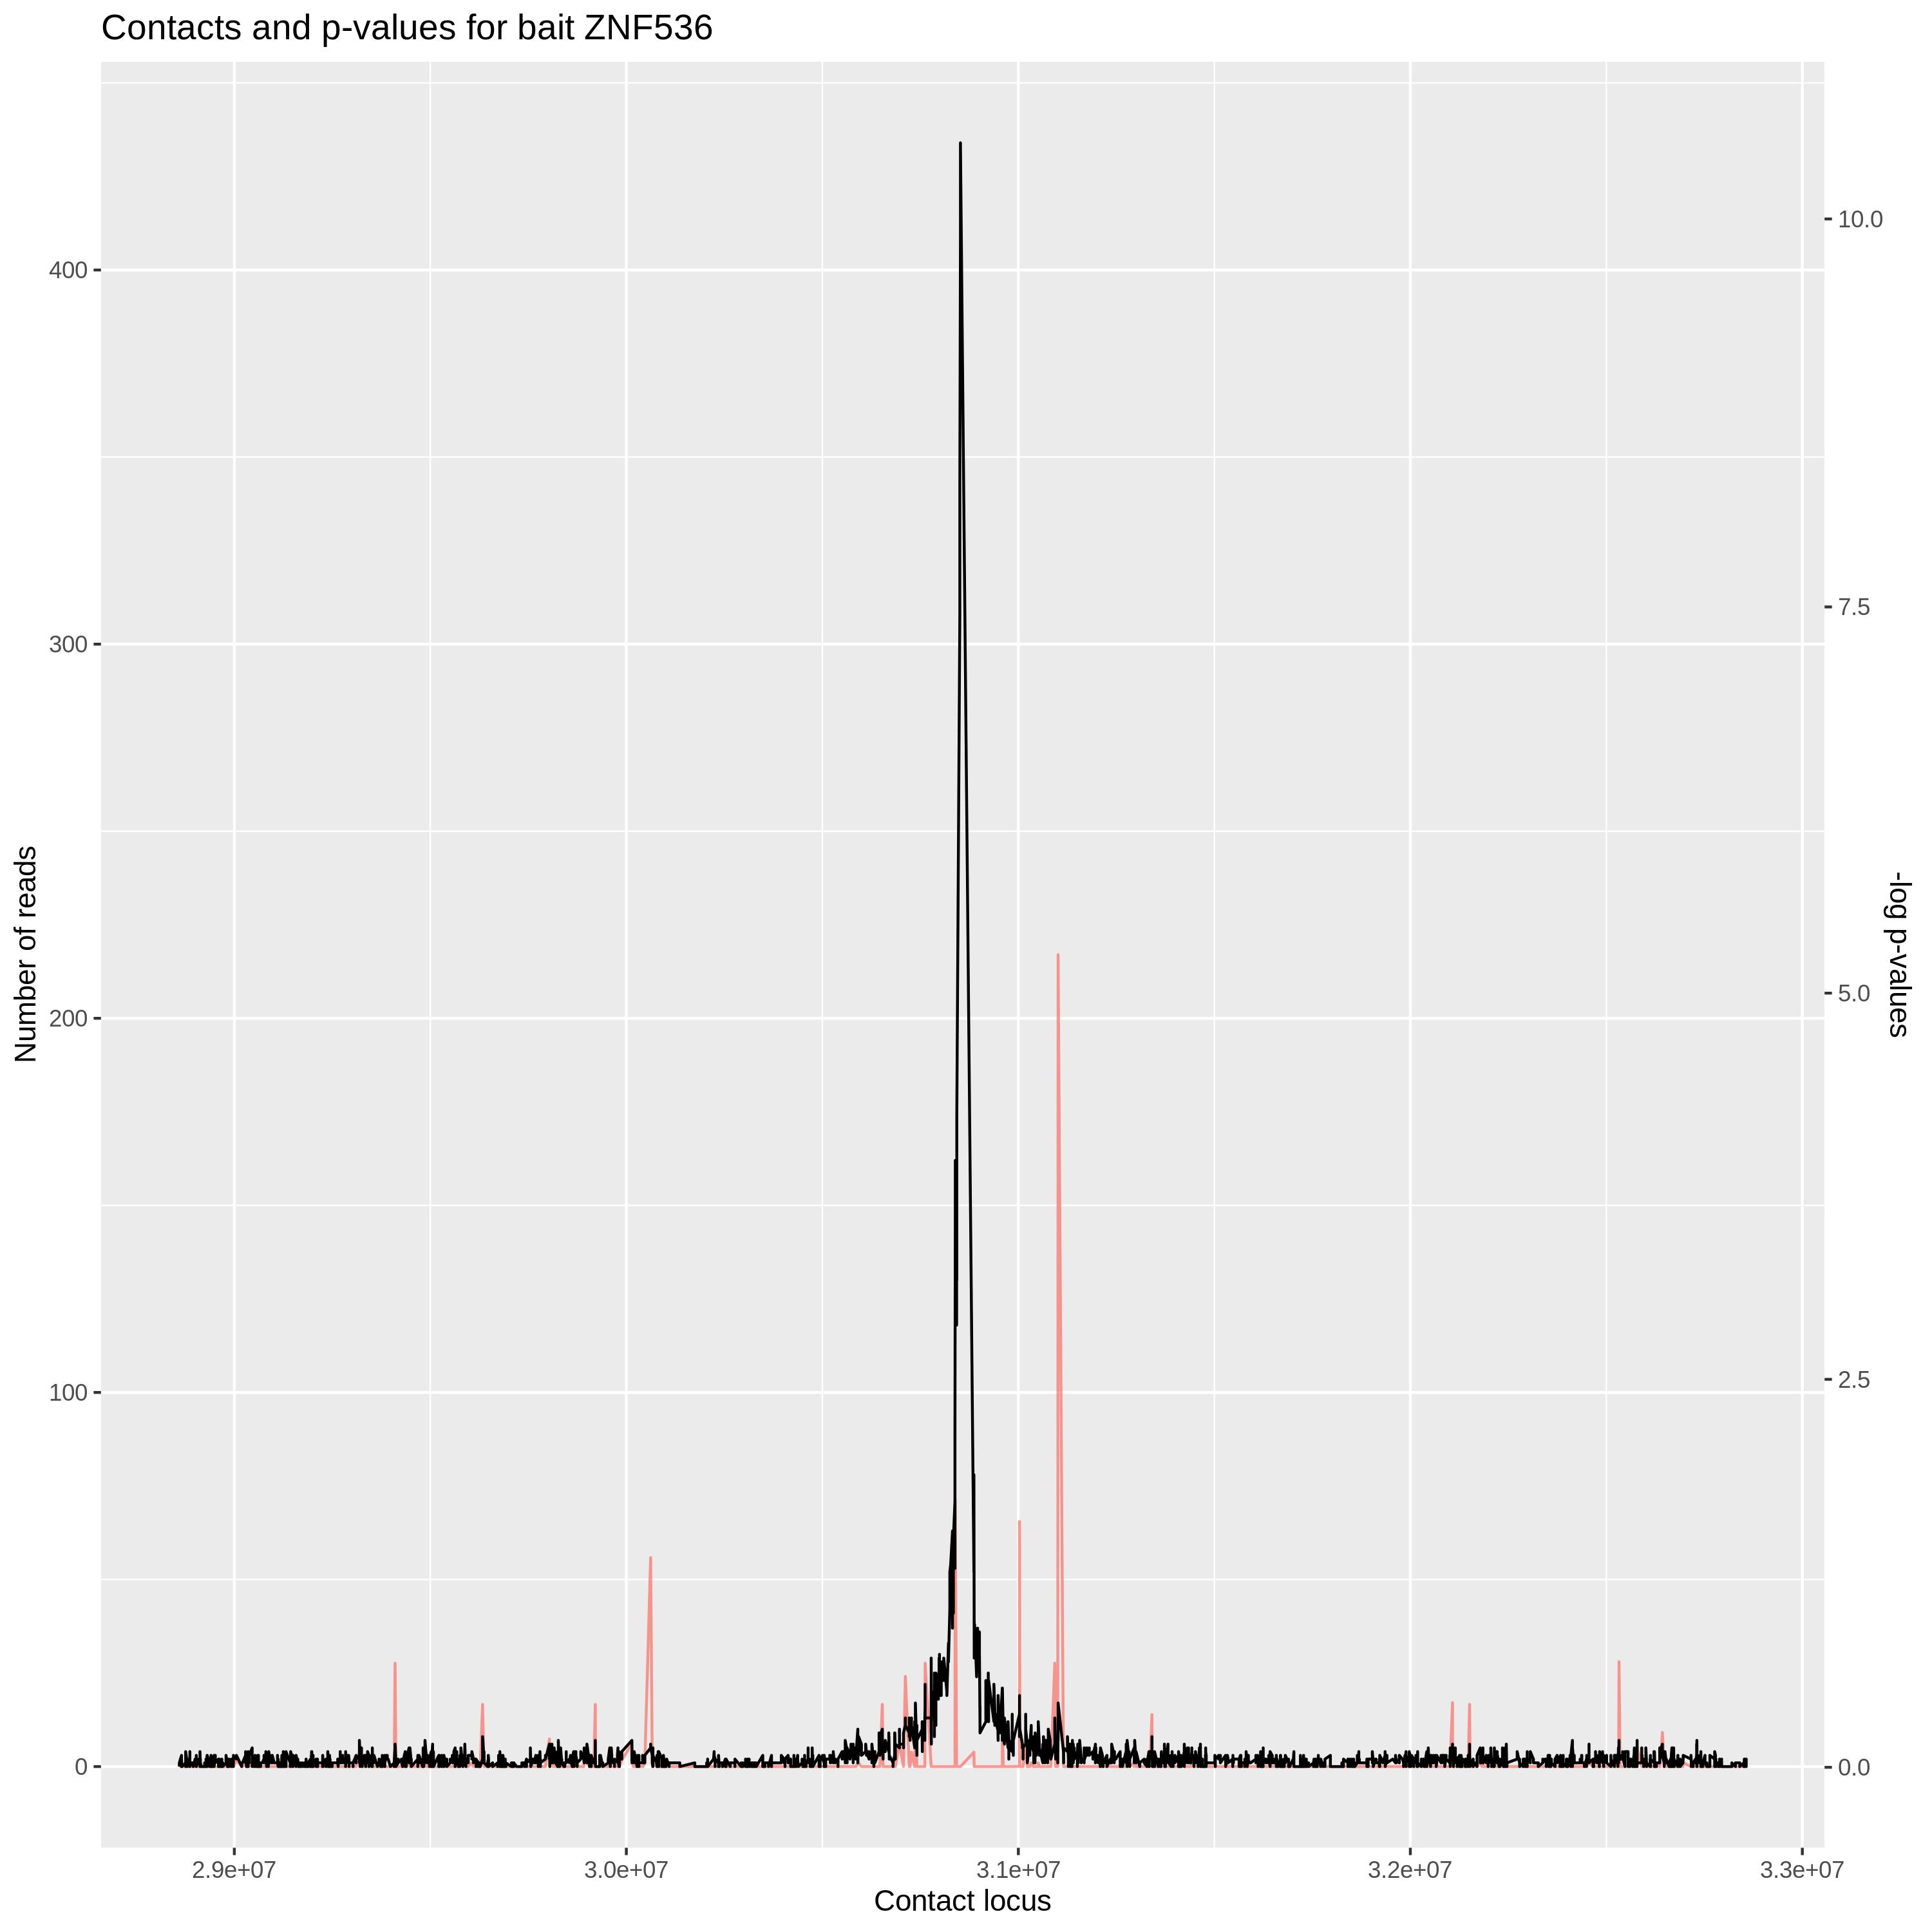 Contacts and p-values for bait ZNF536
Number of reads
400
300
200
100
0
10.0
7.5
5.0
2.5
0.0
-log p-values
2.9e+07
3.0e+07
3.1e+07
3.2e+07
3.3e+07
Contact locus